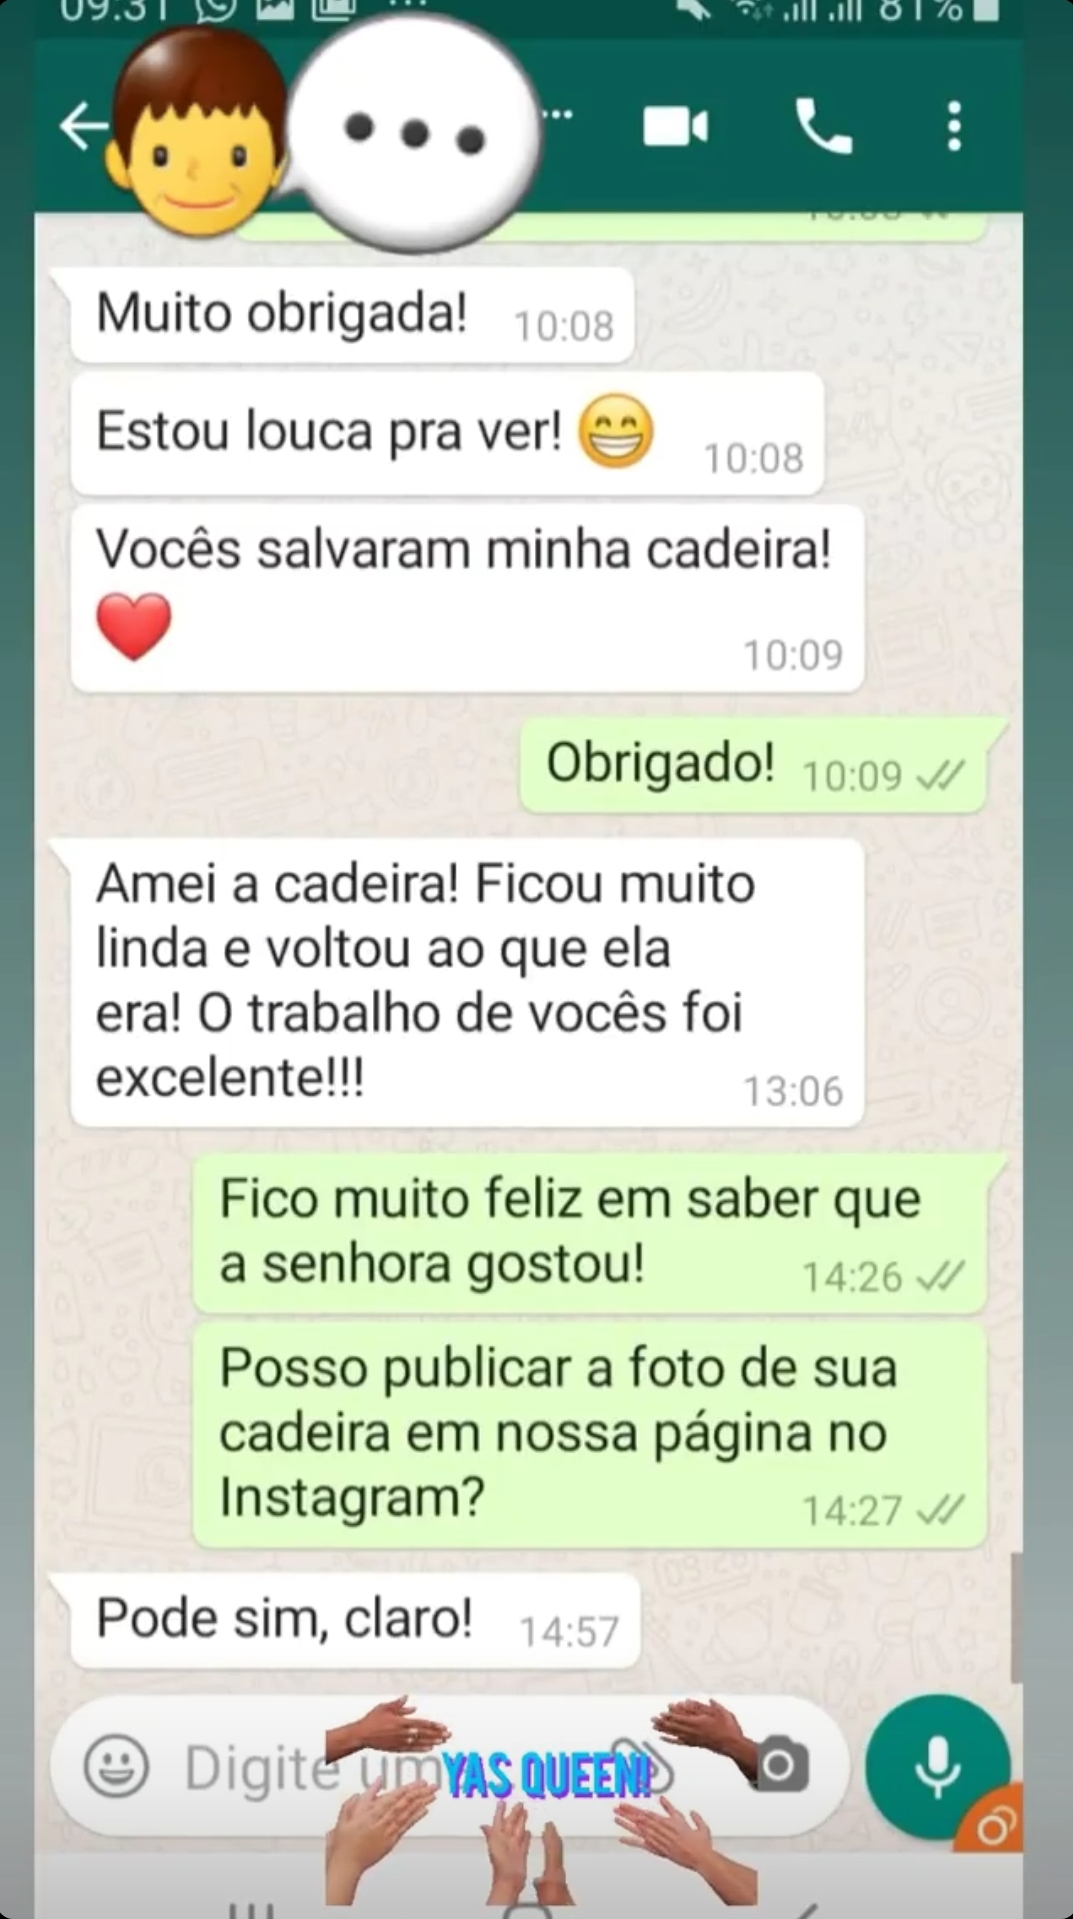 09:31
81%
Muito obrigada! 10:08
Estou louca pra ver! 😁 10:08
Vocês salvaram minha cadeira!
❤️ 10:09
Obrigado! 10:09
Amei a cadeira! Ficou muito
linda e voltou ao que ela
era! O trabalho de vocês foi
excelente!!! 13:06
Fico muito feliz em saber que
a senhora gostou! 14:26
Posso publicar a foto de sua
cadeira em nossa página no
Instagram? 14:27
Pode sim, claro! 14:57
Digite um
YAS QUEEN!